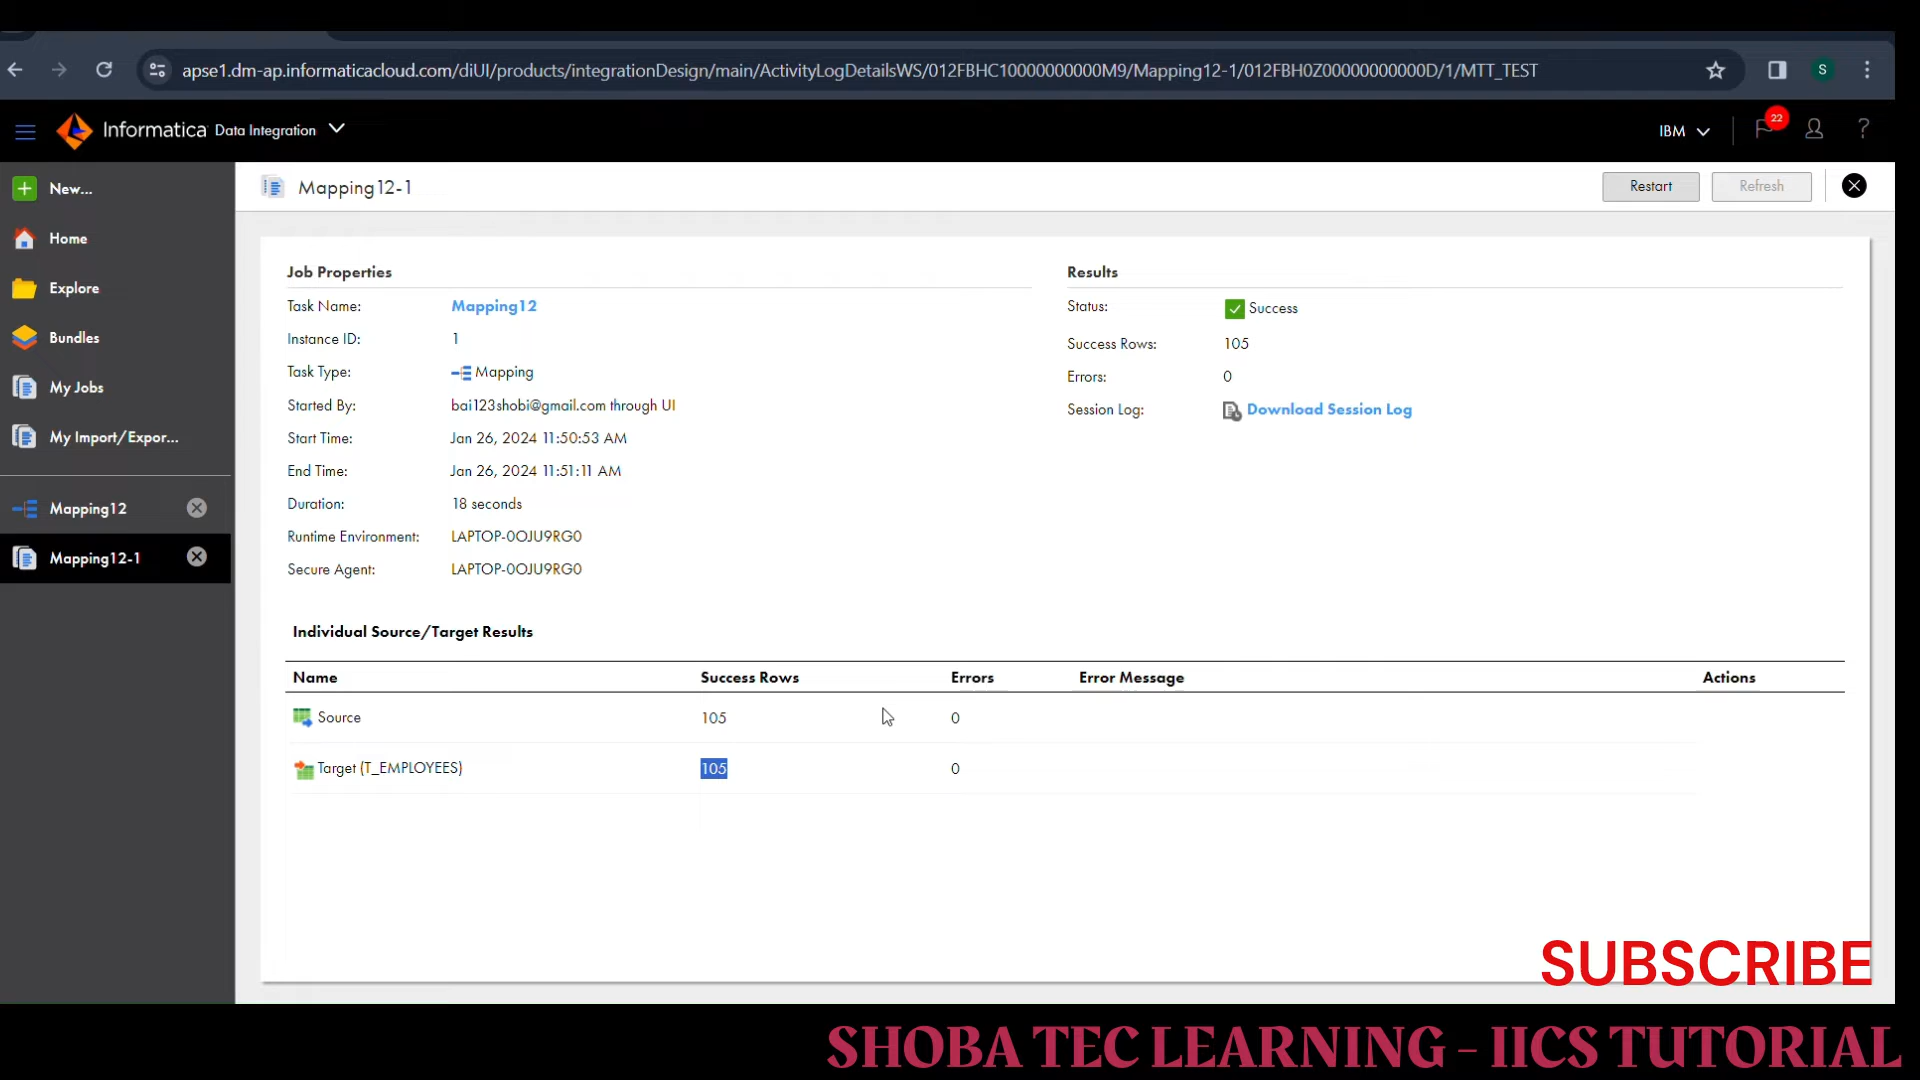 apse1.dm-ap.informaticacloud.com/diUI/products/integrationDesign/main/ActivityLogDetailsWS/012FBHC10000000000M9/Mapping12-1/012FBH0Z00000000000D/1/MTT_TEST
S
Informatica Data Integration
IBM
22
?
New...
Home
Explore
Bundles
My Jobs
My Import/Expor...
Mapping12
Mapping12-1
Mapping12-1
Restart
Refresh
Job Properties
Task Name: Mapping12
Instance ID: 1
Task Type: Mapping
Started By: bai123shobi@gmail.com through UI
Start Time: Jan 26, 2024 11:50:53 AM
End Time: Jan 26, 2024 11:51:11 AM
Duration: 18 seconds
Runtime Environment: LAPTOP-0OJU9RG0
Secure Agent: LAPTOP-0OJU9RG0
Results
Status: Success
Success Rows: 105
Errors: 0
Session Log: Download Session Log
Individual Source/Target Results
Name Success Rows Errors Error Message Actions
Source 105 0
Target (T_EMPLOYEES) 105 0
SUBSCRIBE
SHOBA TEC LEARNING - IICS TUTORIAL